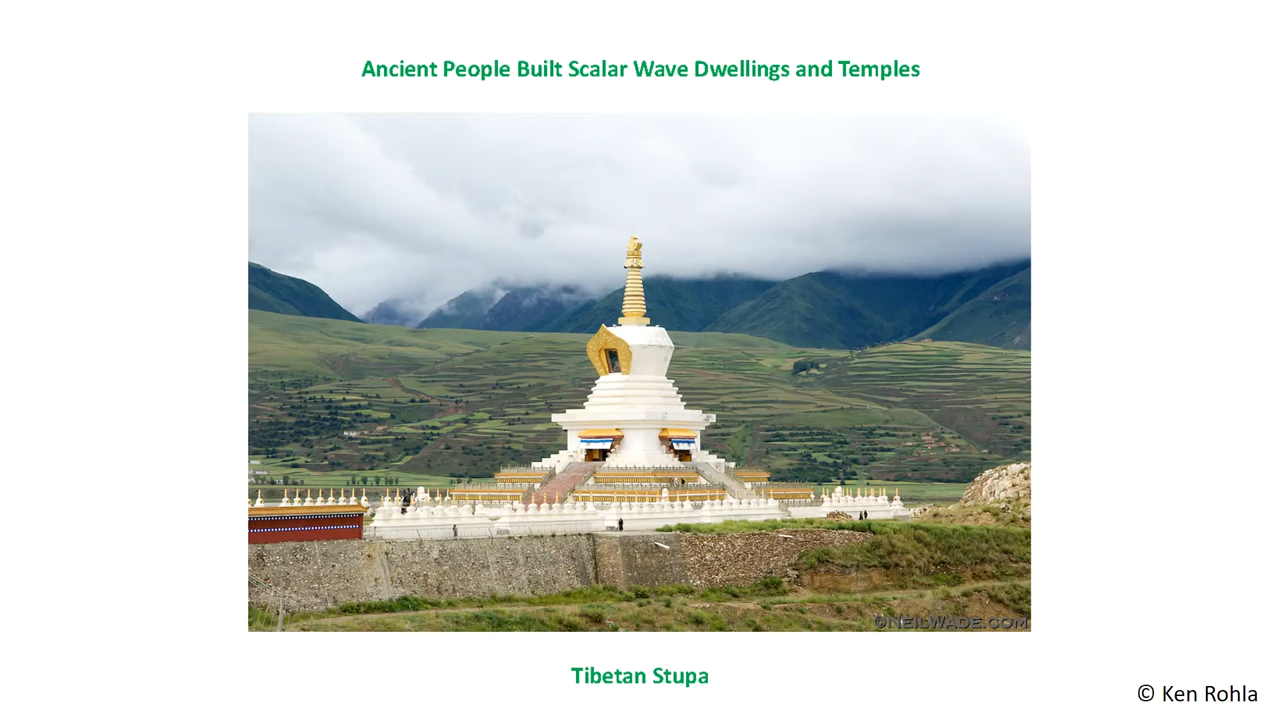 Ancient People Built Scalar Wave Dwellings and Temples
©NEILWADE.COM
Tibetan Stupa
© Ken Rohla